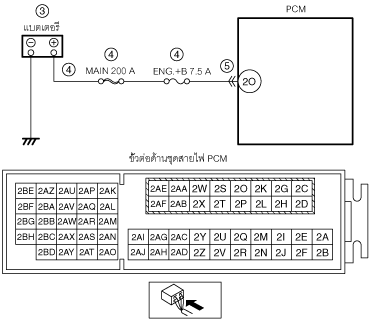 ③
PCM
แบตเตอรี่
④
④
④
MAIN 200 A
ENG.+B 7.5 A
⑤
2O
ขั้วต่อด้านชุดสายไฟ PCM
2BE 2AZ 2AU 2AP 2AK
2AE 2AA 2W 2S 2O 2K 2G 2C
2BF 2BA 2AV 2AQ 2AL
2AF 2AB 2X 2T 2P 2L 2H 2D
2BG 2BB 2AW 2AR 2AM
2BH 2BC 2AX 2AS 2AN
2AI 2AG 2AC 2Y 2U 2Q 2M 2I 2E 2A
2BD 2AY 2AT 2AO
2AJ 2AH 2AD 2Z 2V 2R 2N 2J 2F 2B